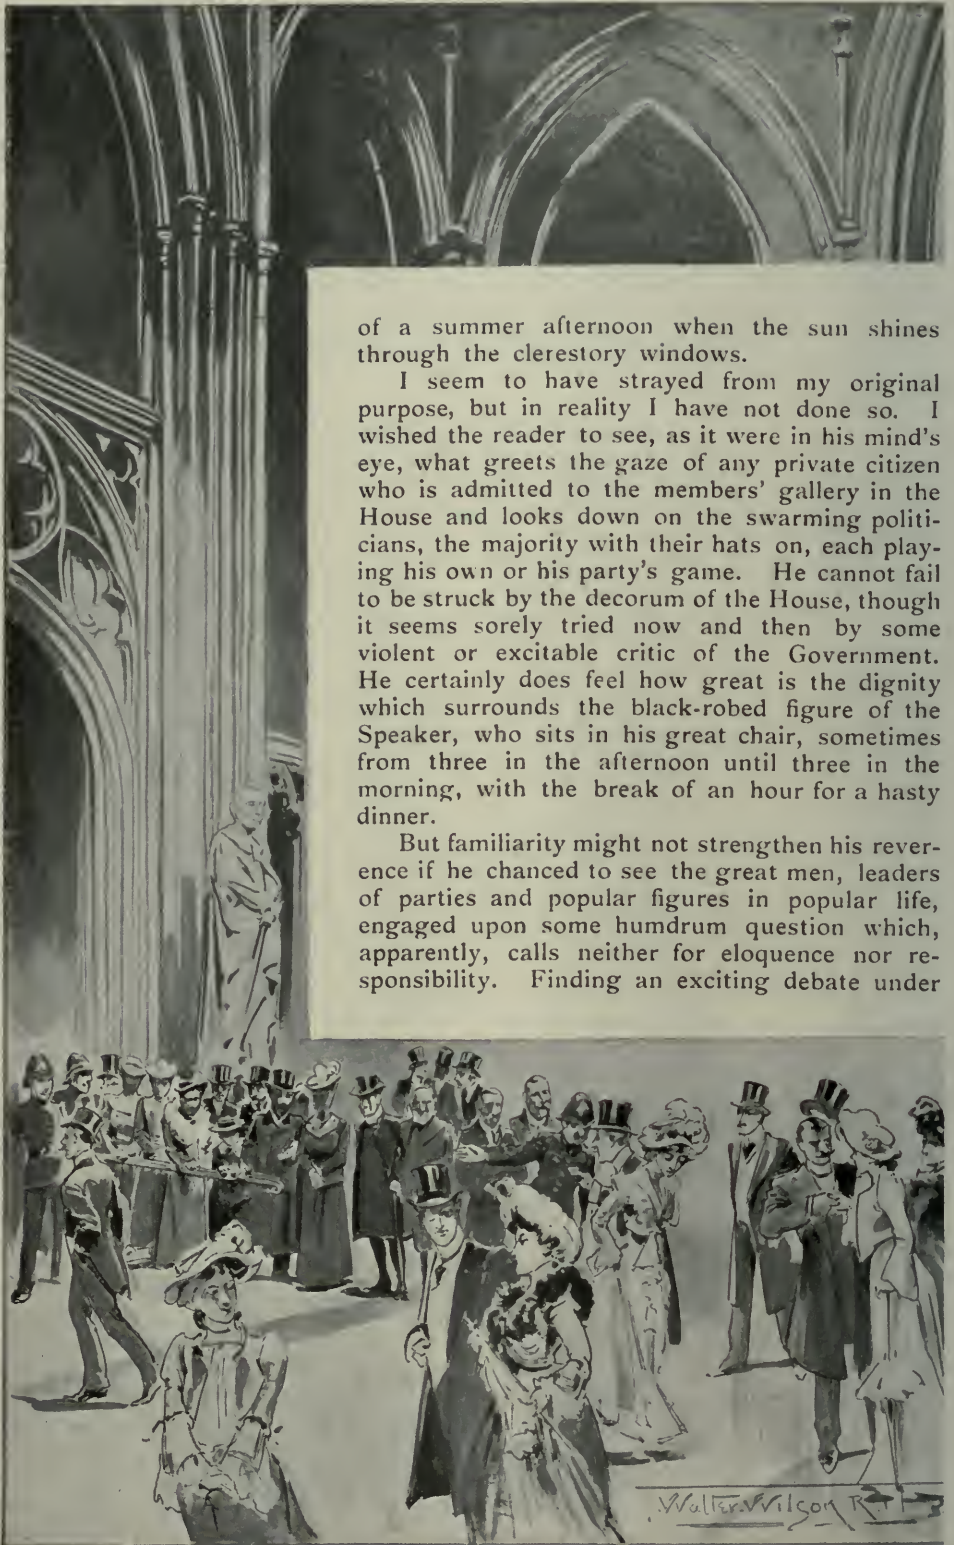 of a summer afternoon when the sun shines
through the clerestory windows.
I seem to have strayed from my original
purpose, but in reality I have not done so. I
wished the reader to see, as it were in his mind's
eye, what greets the gaze of any private citizen
who is admitted to the members' gallery in the
House and looks down on the swarming politi-
cians, the majority with their hats on, each play-
ing his own or his party's game. He cannot fail
to be struck by the decorum of the House, though
it seems sorely tried now and then by some
violent or excitable critic of the Government.
He certainly does feel how great is the dignity
which surrounds the black-robed figure of the
Speaker, who sits in his great chair, sometimes
from three in the afternoon until three in the
morning, with the break of an hour for a hasty
dinner.
But familiarity might not strengthen his rever-
ence if he chanced to see the great men, leaders
of parties and popular figures in popular life,
engaged upon some humdrum question which,
apparently, calls neither for eloquence nor re-
sponsibility. Finding an exciting debate under
Walter Wilson